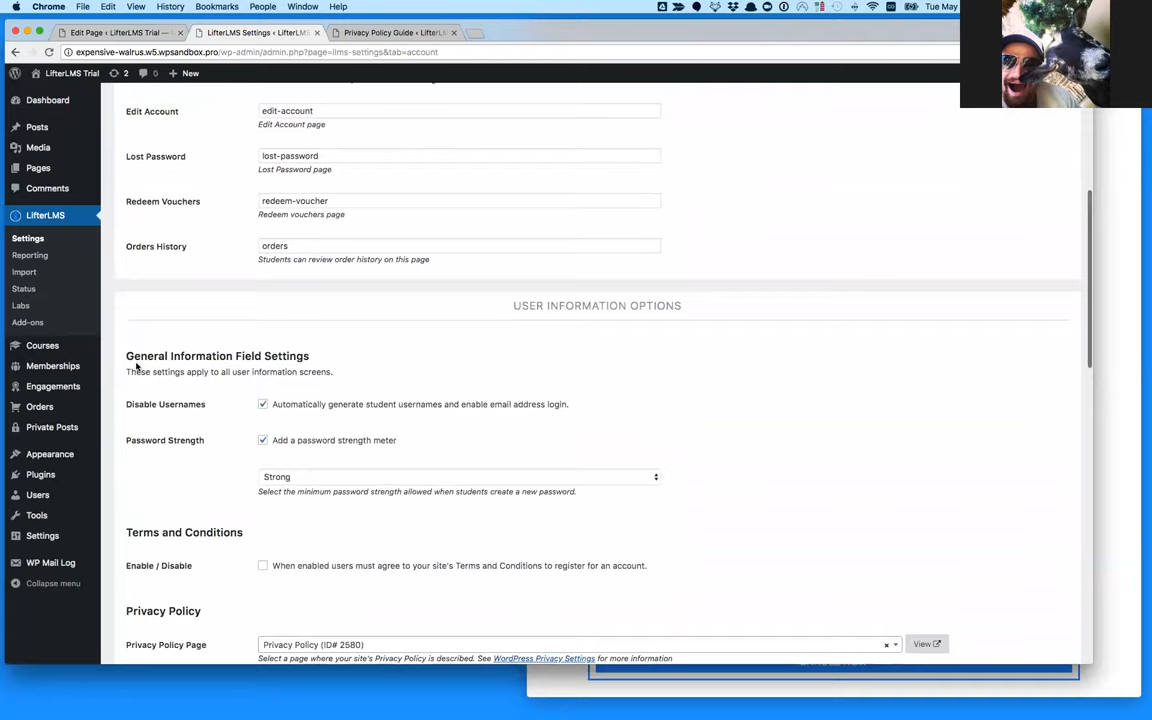 Chrome File Edit View History Bookmarks People Window Help
Tue May
Edit Page ‹ LifterLMS Trial — × LifterLMS Settings ‹ LifterLMS × Privacy Policy Guide ‹ LifterL ×
expensive-walrus.w5.wpsandbox.pro/wp-admin/admin.php?page=llms-settings&tab=account
LifterLMS Trial 2 0 + New
Dashboard
Posts
Media
Pages
Comments
LifterLMS
Settings
Reporting
Import
Status
Labs
Add-ons
Courses
Memberships
Engagements
Orders
Private Posts
Appearance
Plugins
Users
Tools
Settings
WP Mail Log
Collapse menu
Edit Account edit-account
Edit Account page
Lost Password lost-password
Lost Password page
Redeem Vouchers redeem-voucher
Redeem vouchers page
Orders History orders
Students can review order history on this page
USER INFORMATION OPTIONS
General Information Field Settings
These settings apply to all user information screens.
Disable Usernames Automatically generate student usernames and enable email address login.
Password Strength Add a password strength meter
Strong
Select the minimum password strength allowed when students create a new password.
Terms and Conditions
Enable / Disable When enabled users must agree to your site's Terms and Conditions to register for an account.
Privacy Policy
Privacy Policy Page Privacy Policy (ID# 2580) × View
Select a page where your site's Privacy Policy is described. See WordPress Privacy Settings for more information